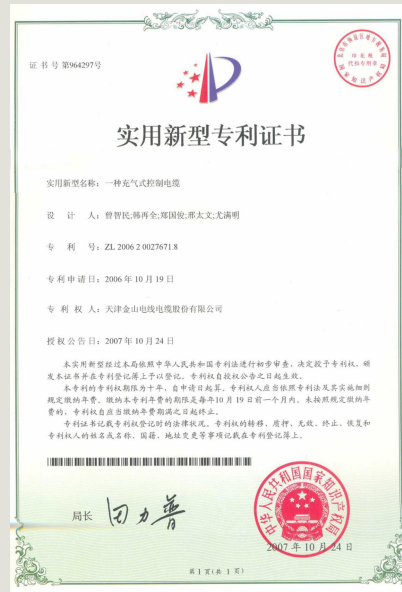 证书号第964297号
印花税
代扣专用章
实用新型专利证书
实用新型名称：一种充气式控制电缆
设计人：曾智民;韩再全;郑国俊;邢太文;尤满明
专利号：ZL 2006 2 0027671.8
专利申请日：2006年10月19日
专利权人：天津金山电线电缆股份有限公司
授权公告日：2007年10月24日
本实用新型经过本局依照中华人民共和国专利法进行初步审查，决定授予专利权，颁
发本证书并在专利登记簿上予以登记。专利权自授权公告之日起生效。
本专利的专利权期限为十年，自申请日起算。专利权人应当依照专利法及其实施细则
规定缴纳年费。缴纳本专利年费的期限是每年10月19日前一个月内。未按照规定缴纳年
费的，专利权自应当缴纳年费期满之日起终止。
专利证书记载专利权登记时的法律状况。专利权的转移、质押、无效、终止、恢复和
专利权人的姓名或名称、国籍、地址变更等事项记载在专利登记簿上。
局长 田力普
中华人民共和国国家知识产权局
2007年10月24日
第1页(共1页)